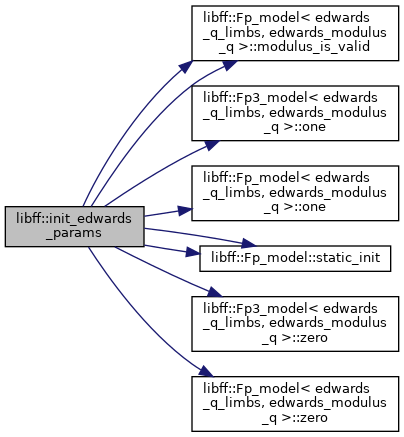 libff::Fp_model< edwards
_q_limbs, edwards_modulus
_q >::modulus_is_valid
libff::Fp3_model< edwards
_q_limbs, edwards_modulus
_q >::one
libff::Fp_model< edwards
_q_limbs, edwards_modulus
_q >::one
libff::init_edwards
_params
libff::Fp_model::static_init
libff::Fp3_model< edwards
_q_limbs, edwards_modulus
_q >::zero
libff::Fp_model< edwards
_q_limbs, edwards_modulus
_q >::zero